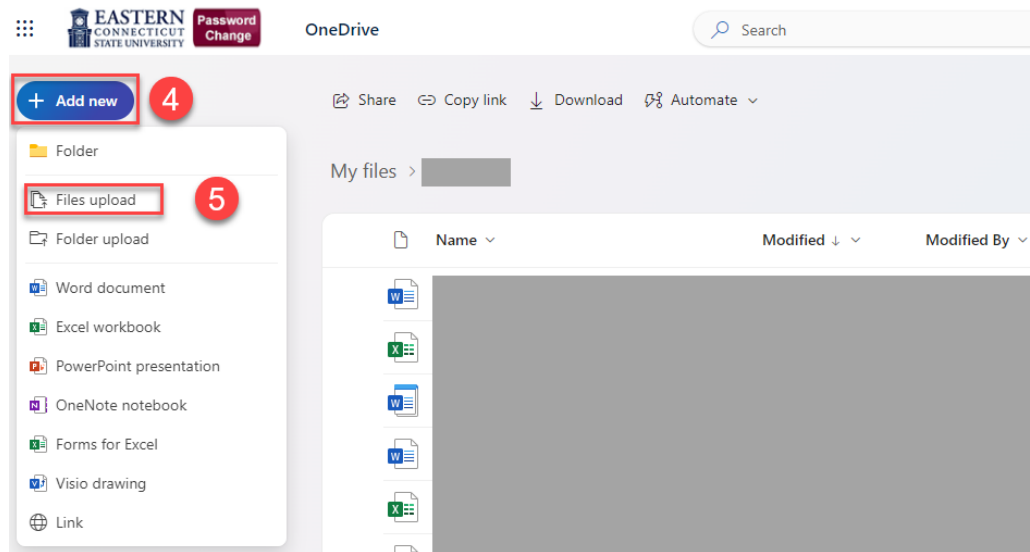 EASTERN
CONNECTICUT
STATE UNIVERSITY
Password
Change
OneDrive
Search
+ Add new
4
Share Copy link Download Automate
Folder
My files >
Files upload
5
Folder upload
Name Modified ↓ Modified By
Word document
Excel workbook
PowerPoint presentation
OneNote notebook
Forms for Excel
Visio drawing
Link